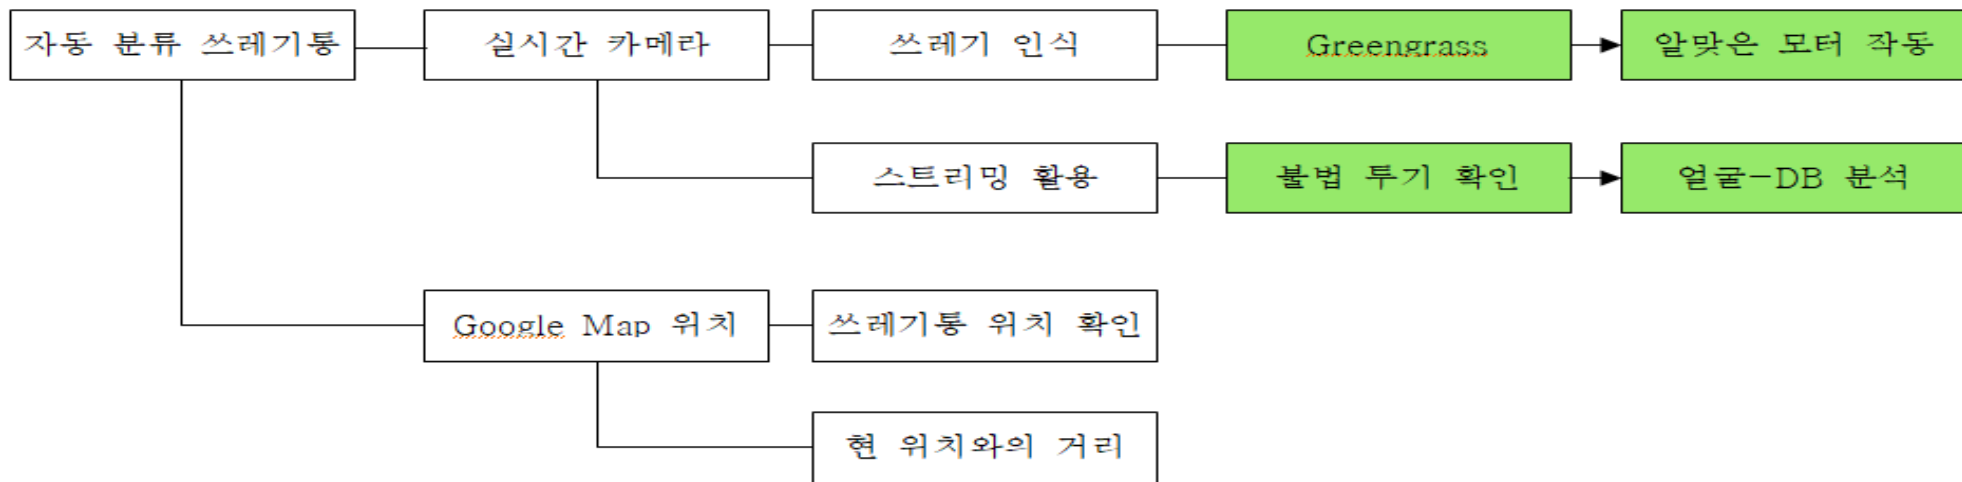 자동 분류 쓰레기통
실시간 카메라
쓰레기 인식
Greengrass
알맞은 모터 작동
스트리밍 활용
불법 투기 확인
얼굴-DB 분석
Google Map 위치
쓰레기통 위치 확인
현 위치와의 거리